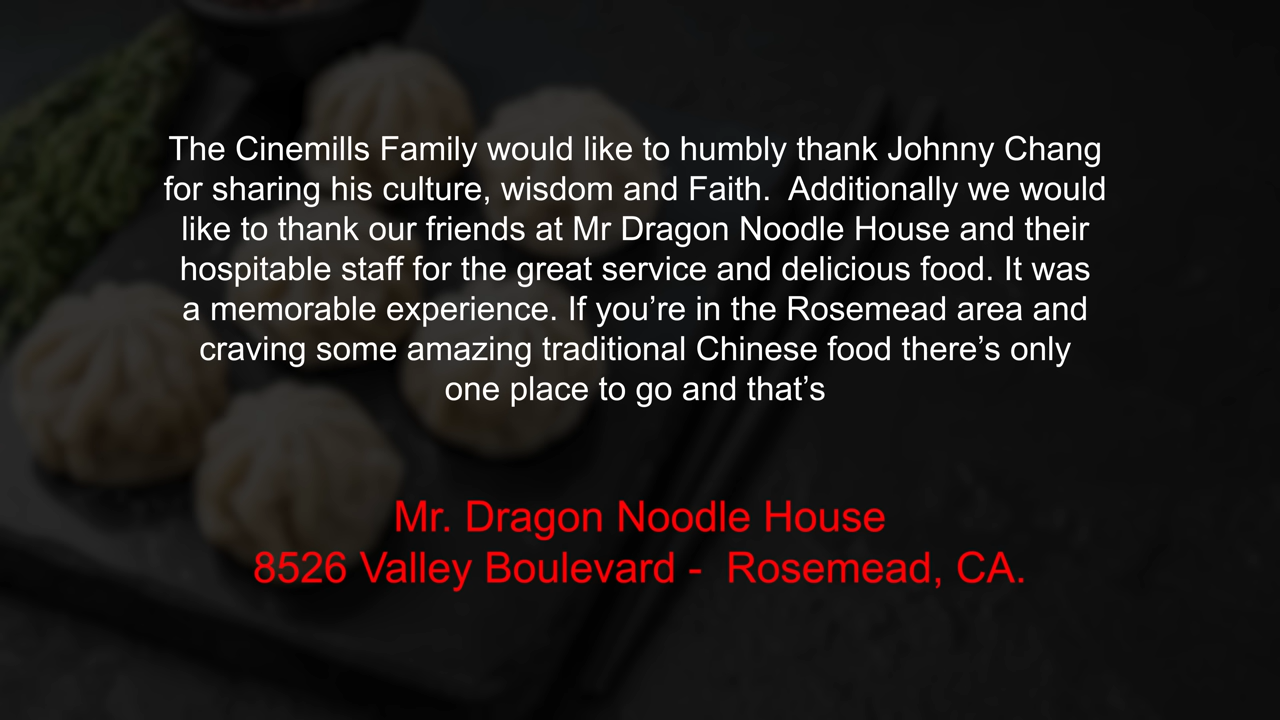 The Cinemills Family would like to humbly thank Johnny Chang
for sharing his culture, wisdom and Faith.  Additionally we would
like to thank our friends at Mr Dragon Noodle House and their
hospitable staff for the great service and delicious food. It was
a memorable experience. If you’re in the Rosemead area and
craving some amazing traditional Chinese food there’s only
one place to go and that’s
Mr. Dragon Noodle House
8526 Valley Boulevard -  Rosemead, CA.